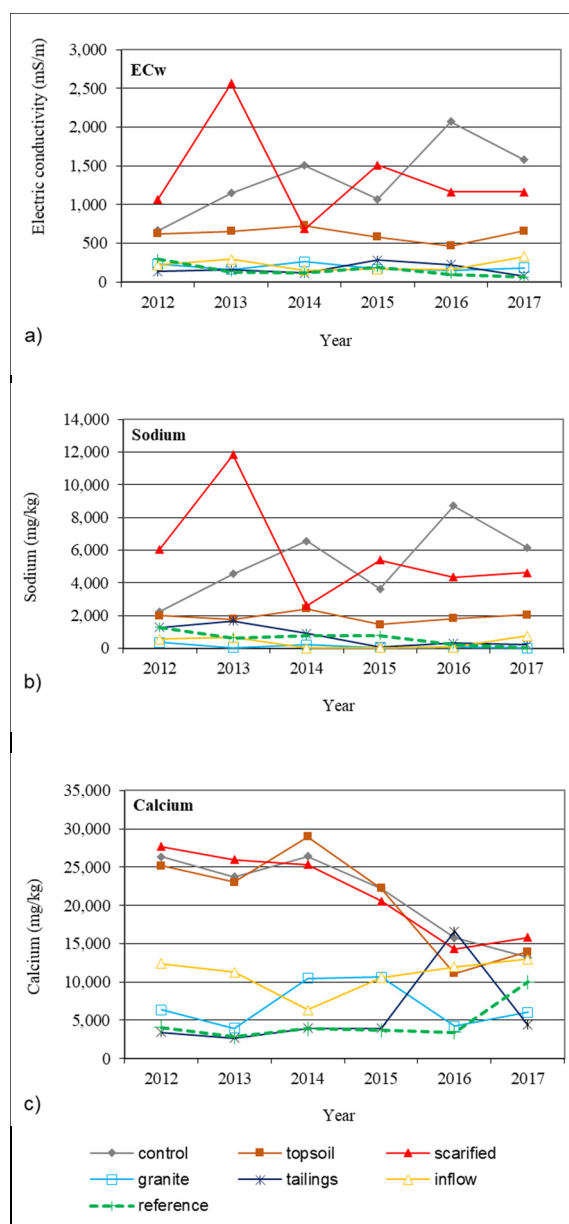 ECw
Electric conductivity (mS/m)
3,000
2,500
2,000
1,500
1,000
500
0
2012 2013 2014 2015 2016 2017
Year
a)
Sodium
Sodium (mg/kg)
14,000
12,000
10,000
8,000
6,000
4,000
2,000
0
2012 2013 2014 2015 2016 2017
Year
b)
Calcium
Calcium (mg/kg)
35,000
30,000
25,000
20,000
15,000
10,000
5,000
0
2012 2013 2014 2015 2016 2017
Year
c)
control topsoil scarified
granite tailings inflow
reference